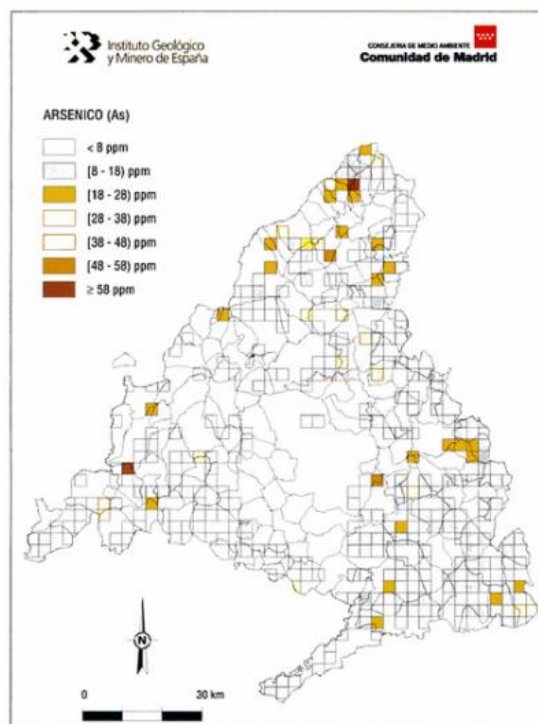 Instituto Geológico
y Minero de España
CONSEJERIA DE MEDIO AMBIENTE
Comunidad de Madrid
ARSENICO (As)
< 8 ppm
[8 - 18) ppm
[18 - 28) ppm
[28 - 38) ppm
[38 - 48) ppm
[48 - 58) ppm
≥ 58 ppm
N
0 30 km